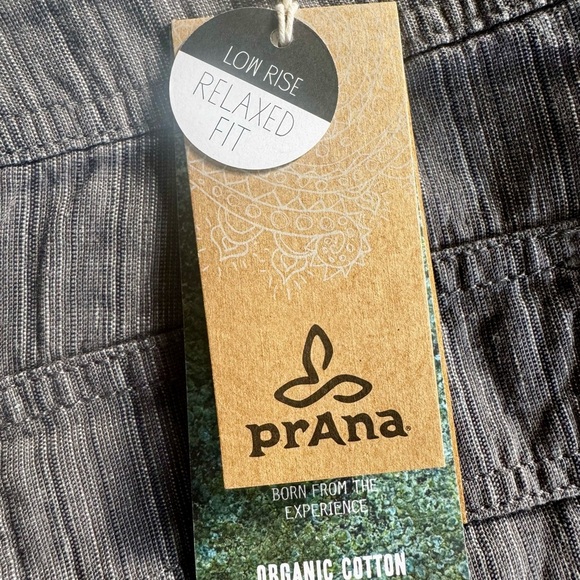 LOW RISE
RELAXED
FIT
prAna
BORN FROM THE
EXPERIENCE
ORGANIC COTTON